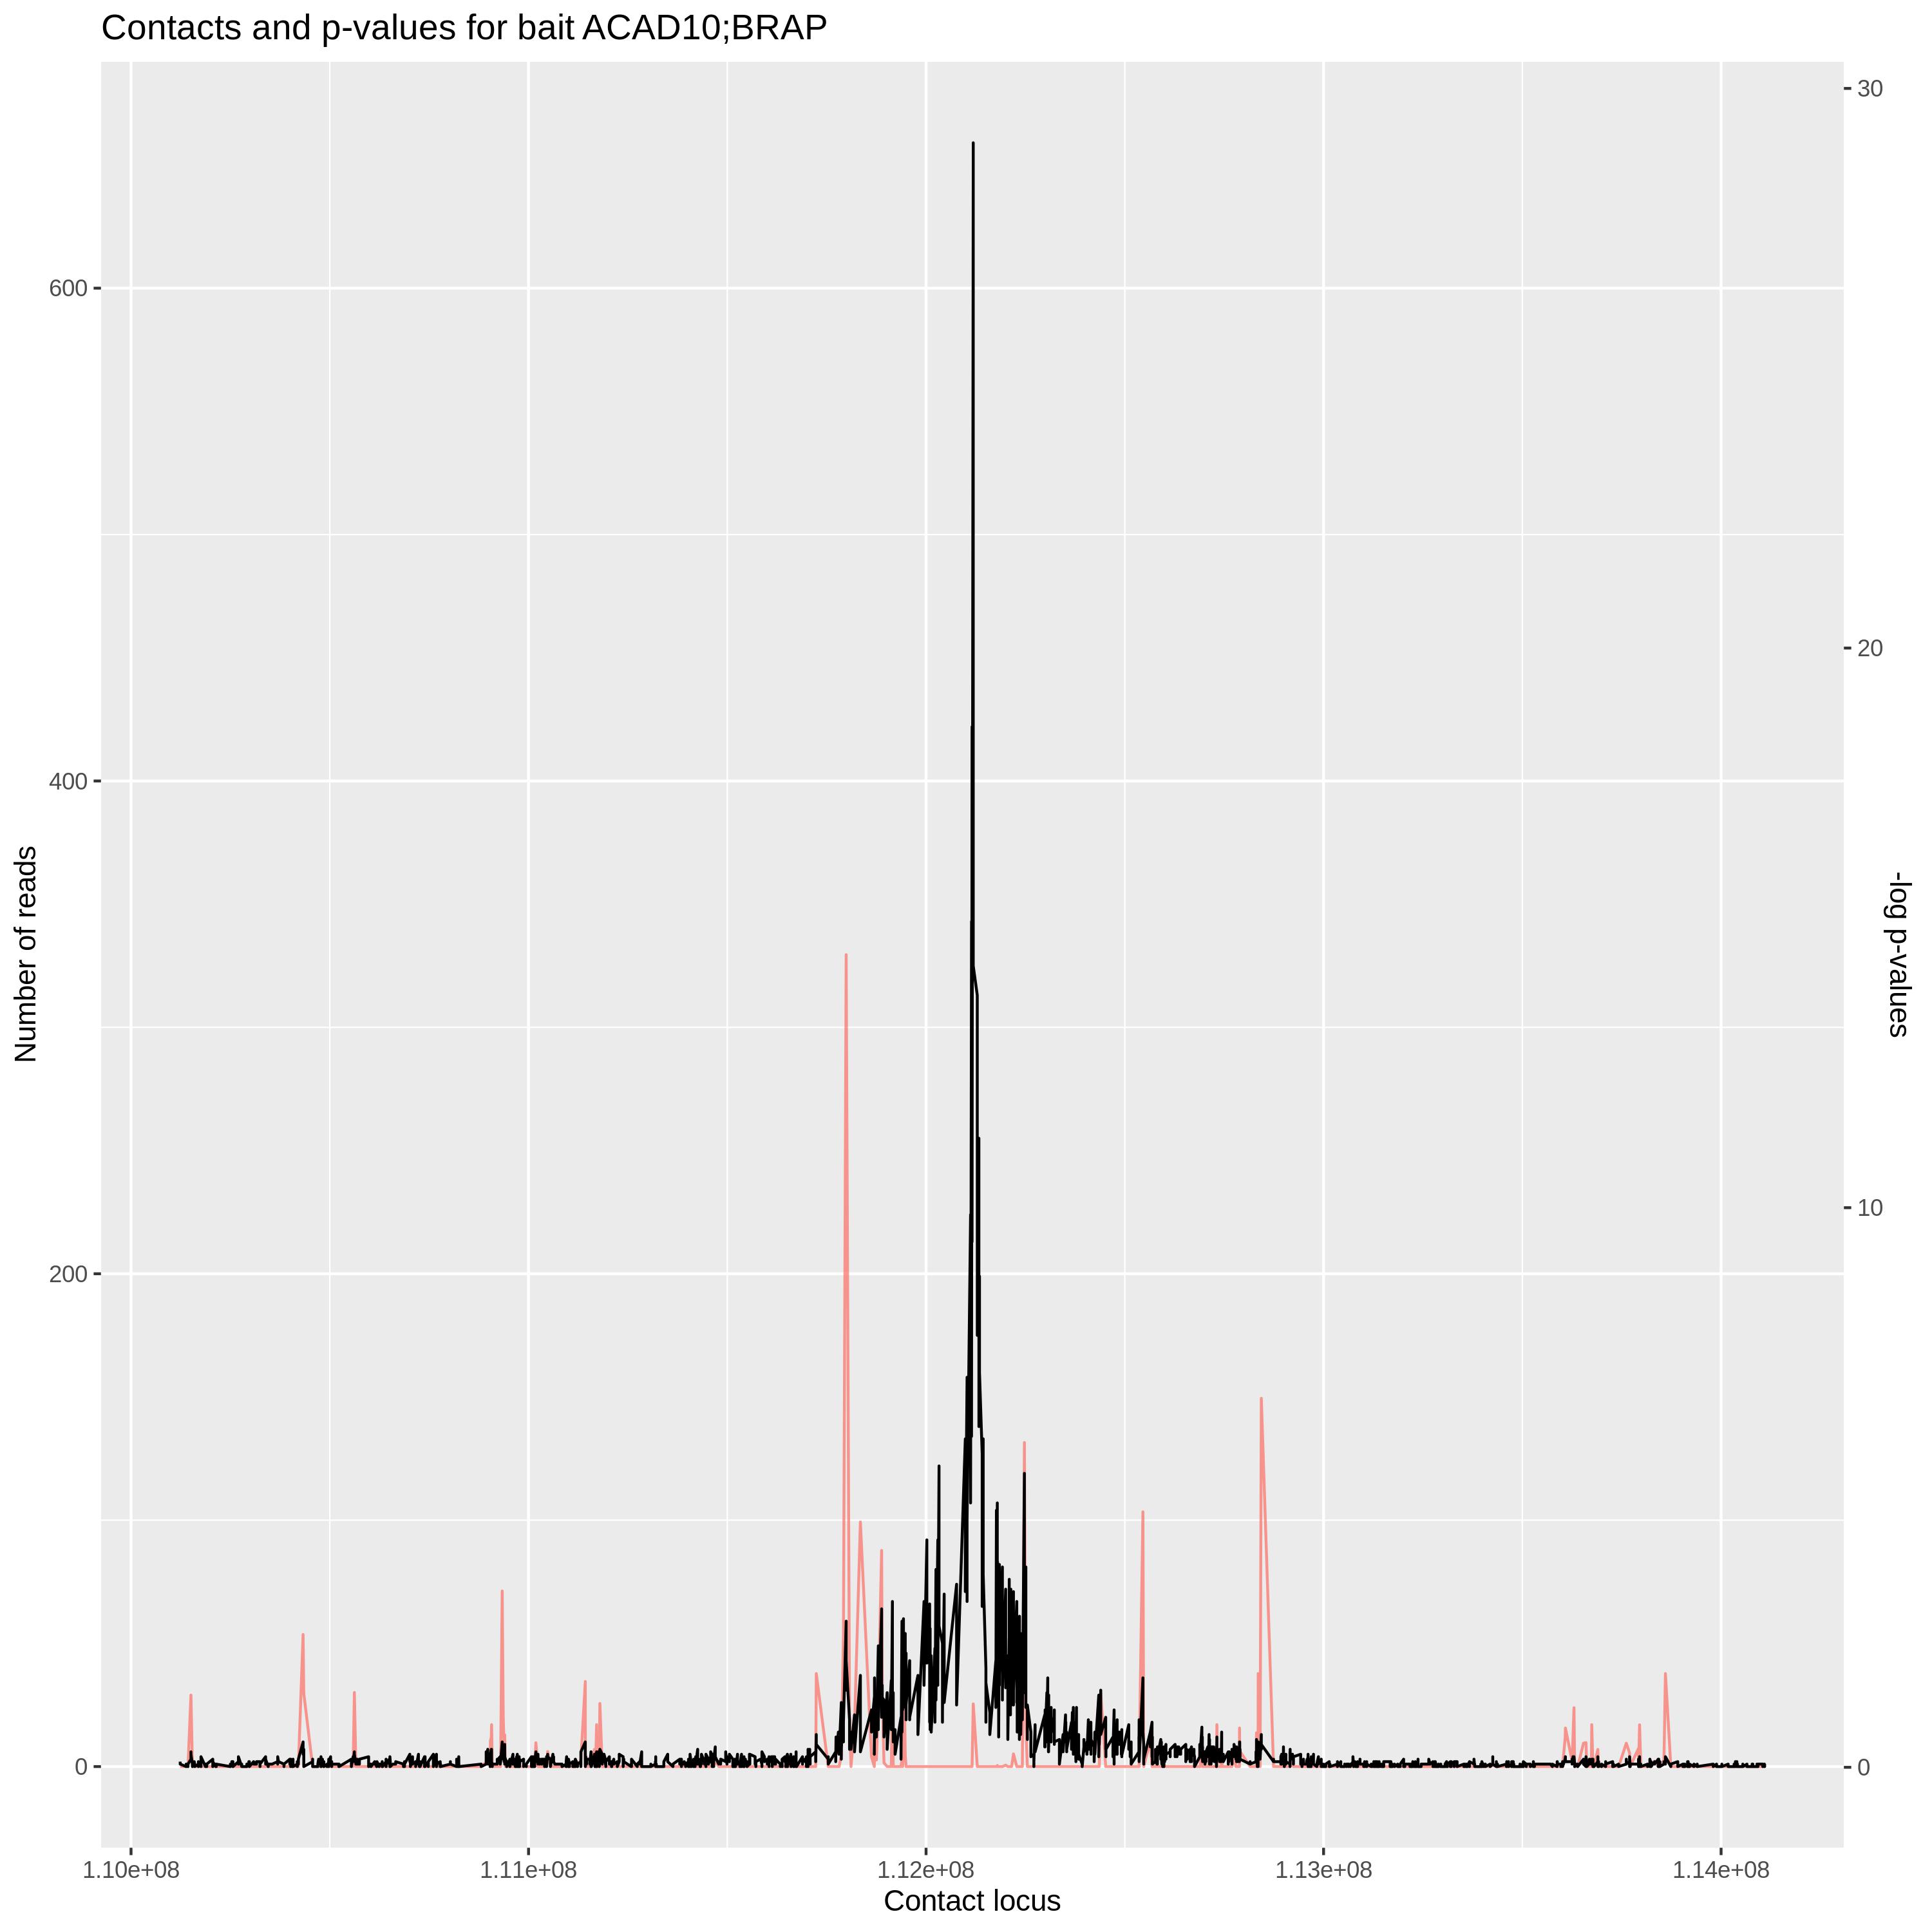 Contacts and p-values for bait ACAD10;BRAP
30
600
20
400
Number of reads
-log p-values
10
200
0
0
1.10e+08
1.11e+08
1.12e+08
1.13e+08
1.14e+08
Contact locus